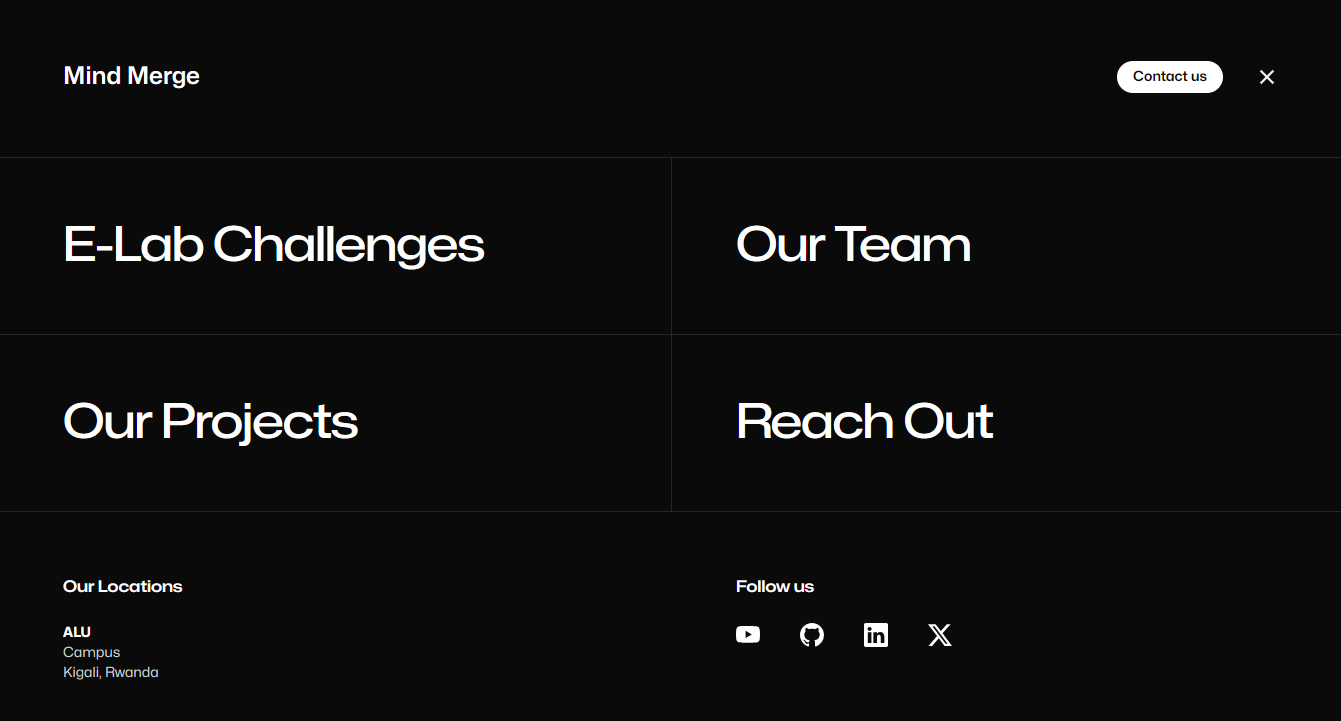 Mind Merge
Contact us
E-Lab Challenges
Our Team
Our Projects
Reach Out
Our Locations
Follow us
ALU
Campus
Kigali, Rwanda